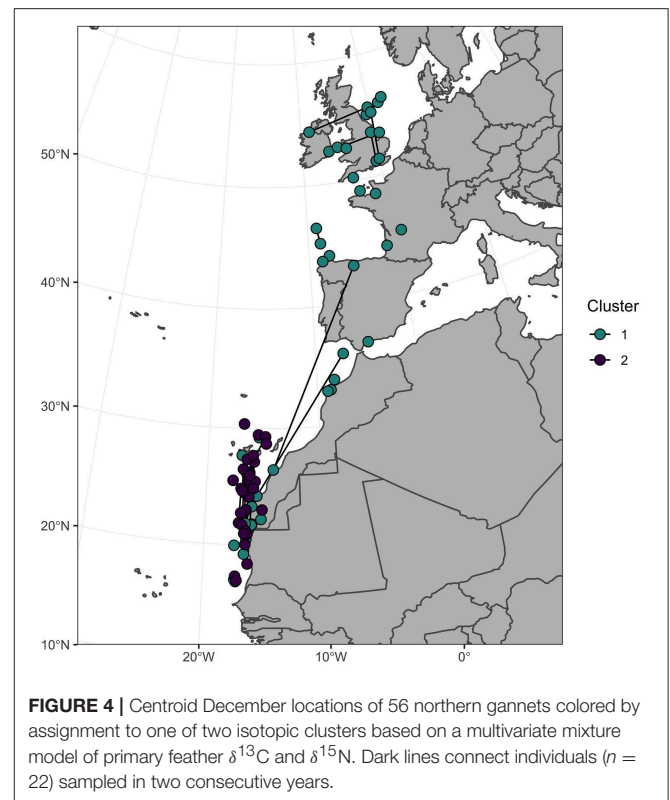 50°N
40°N
30°N
20°N
10°N
20°W 10°W 0°
Cluster
1
2
FIGURE 4 | Centroid December locations of 56 northern gannets colored by
assignment to one of two isotopic clusters based on a multivariate mixture
model of primary feather δ¹³C and δ¹⁵N. Dark lines connect individuals (n =
22) sampled in two consecutive years.